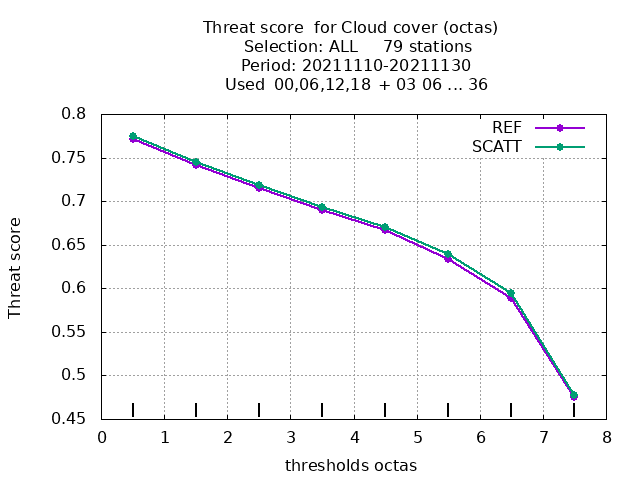 Threat score  for Cloud cover (octas)
Selection: ALL     79 stations
Period: 20211110-20211130
Used  00,06,12,18  + 03 06 ... 36
REF
SCATT
0.8
0.75
0.7
0.65
0.6
0.55
0.5
0.45
Threat score
0 1 2 3 4 5 6 7 8
thresholds octas